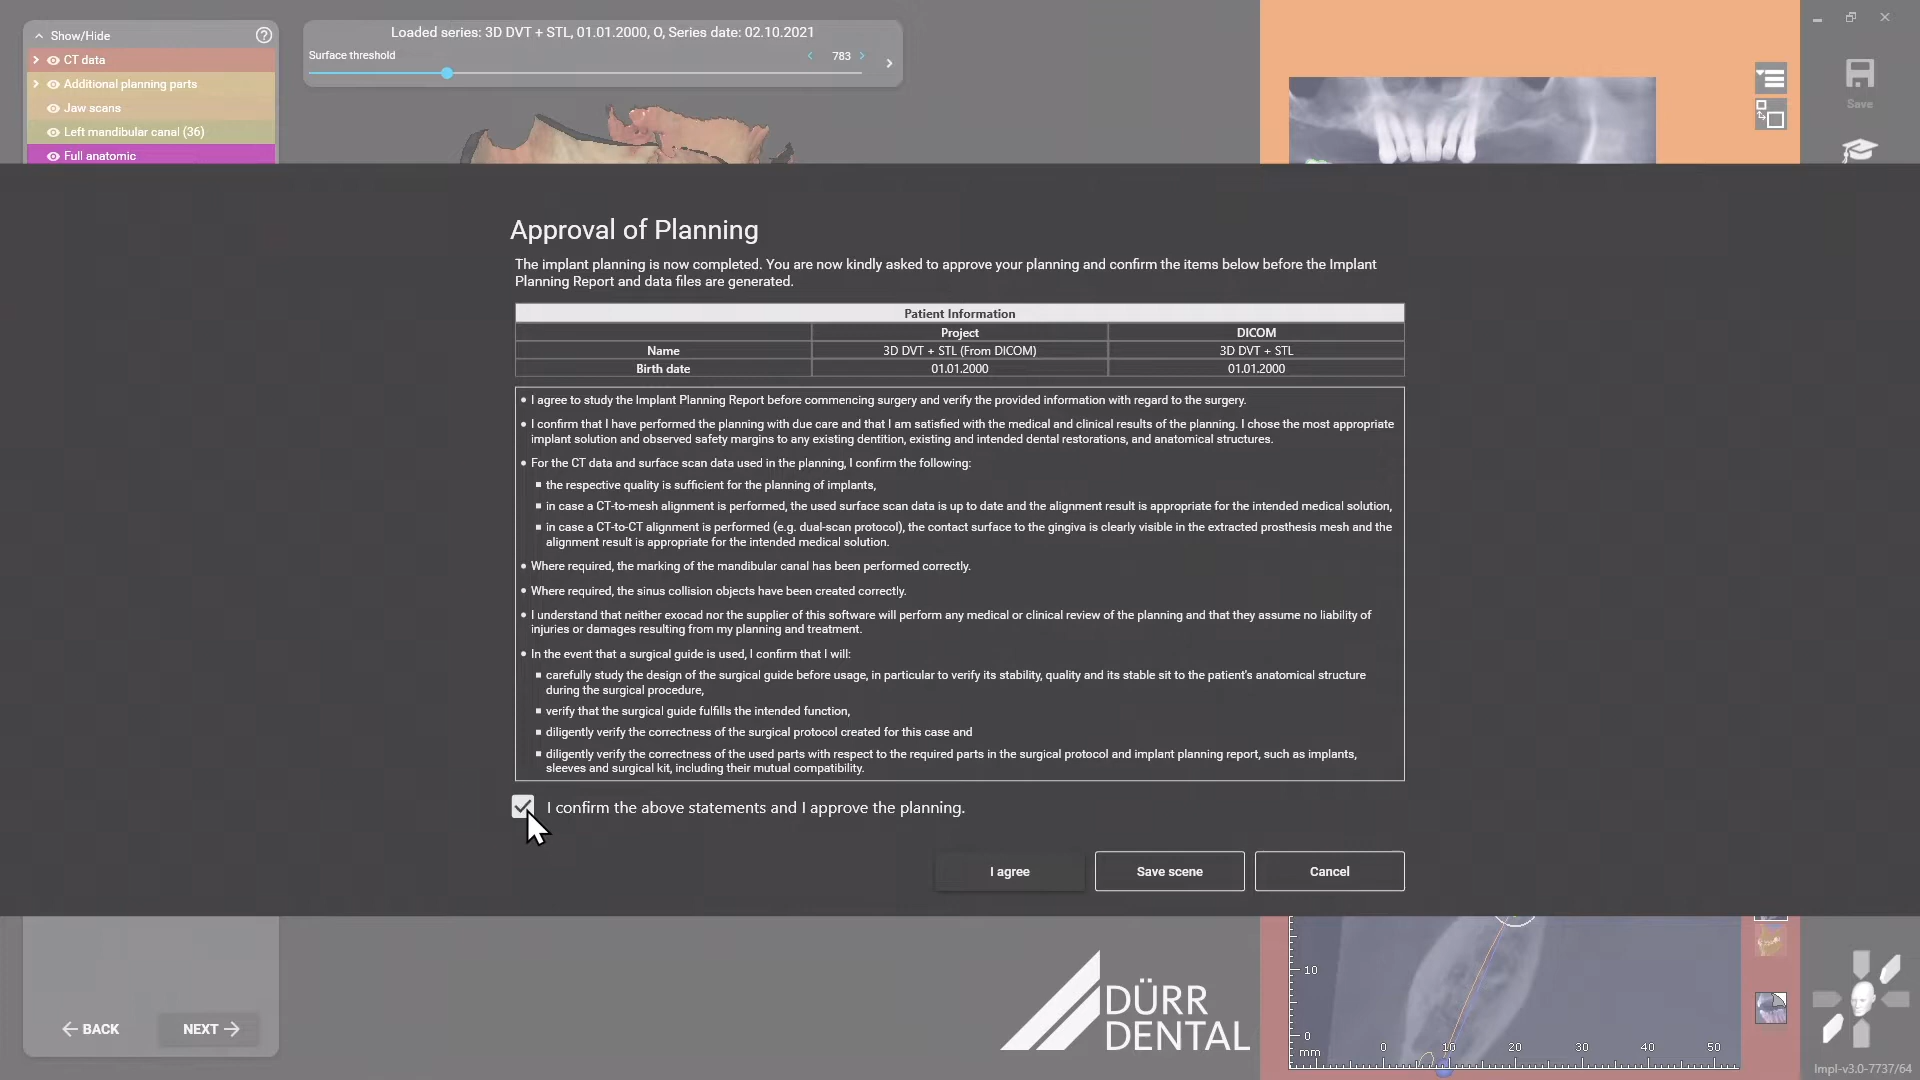 Show/Hide
CT data
Additional planning parts
Jaw scans
Left mandibular canal (36)
Full anatomic
Loaded series: 3D DVT + STL, 01.01.2000, O, Series date: 02.10.2021
Surface threshold
783
Save
Approval of Planning
The implant planning is now completed. You are now kindly asked to approve your planning and confirm the items below before the Implant
Planning Report and data files are generated.
Patient Information
Project DICOM
Name 3D DVT + STL (From DICOM) 3D DVT + STL
Birth date 01.01.2000 01.01.2000
• I agree to study the Implant Planning Report before commencing surgery and verify the provided information with regard to the surgery.
• I confirm that I have performed the planning with due care and that I am satisfied with the medical and clinical results of the planning. I chose the most appropriate
implant solution and observed safety margins to any existing dentition, existing and intended dental restorations, and anatomical structures.
• For the CT data and surface scan data used in the planning, I confirm the following:
▪ the respective quality is sufficient for the planning of implants,
▪ in case a CT-to-mesh alignment is performed, the used surface scan data is up to date and the alignment result is appropriate for the intended medical solution,
▪ in case a CT-to-CT alignment is performed (e.g. dual-scan protocol), the contact surface to the gingiva is clearly visible in the extracted prosthesis mesh and the
alignment result is appropriate for the intended medical solution.
• Where required, the marking of the mandibular canal has been performed correctly.
• Where required, the sinus collision objects have been created correctly.
• I understand that neither exocad nor the supplier of this software will perform any medical or clinical review of the planning and that they assume no liability of
injuries or damages resulting from my planning and treatment.
• In the event that a surgical guide is used, I confirm that I will:
▪ carefully study the design of the surgical guide before usage, in particular to verify its stability, quality and its stable sit to the patient's anatomical structure
during the surgical procedure,
▪ verify that the surgical guide fulfills the intended function,
▪ diligently verify the correctness of the surgical protocol created for this case and
▪ diligently verify the correctness of the used parts with respect to the required parts in the surgical protocol and implant planning report, such as implants,
sleeves and surgical kit, including their mutual compatibility.
I confirm the above statements and I approve the planning.
I agree Save scene Cancel
BACK NEXT
DÜRR
DENTAL
10
0
mm
0 10 20 30 40 50
Impl-v3.0-7737/64